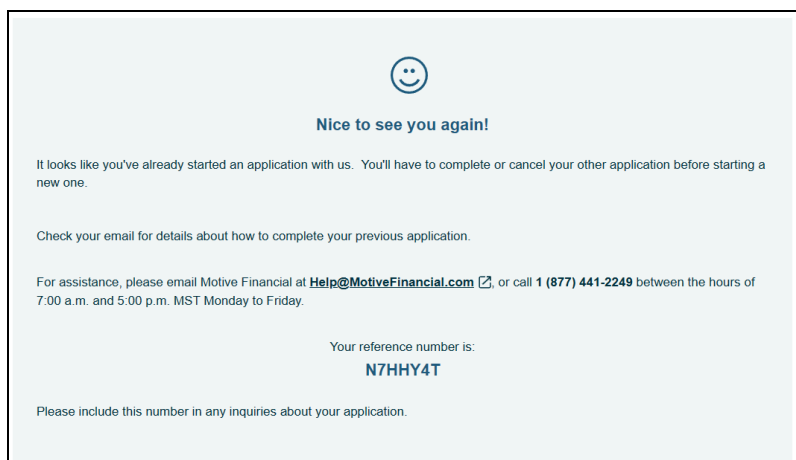 Nice to see you again!
It looks like you've already started an application with us.  You'll have to complete or cancel your other application before starting a
new one.
Check your email for details about how to complete your previous application.
For assistance, please email Motive Financial at Help@MotiveFinancial.com, or call 1 (877) 441-2249 between the hours of
7:00 a.m. and 5:00 p.m. MST Monday to Friday.
Your reference number is:
N7HHY4T
Please include this number in any inquiries about your application.